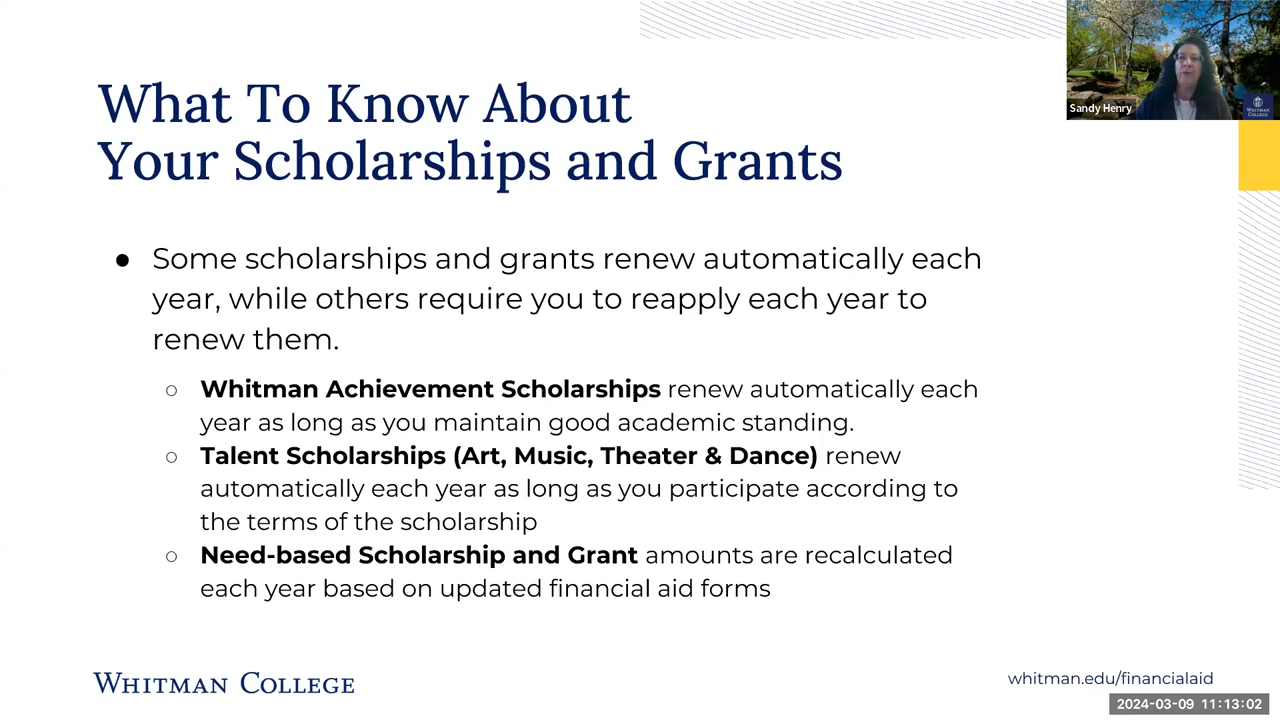 What To Know About
Your Scholarships and Grants
Sandy Henry
WHITMAN
COLLEGE
● Some scholarships and grants renew automatically each
year, while others require you to reapply each year to
renew them.
○ Whitman Achievement Scholarships renew automatically each
year as long as you maintain good academic standing.
○ Talent Scholarships (Art, Music, Theater & Dance) renew
automatically each year as long as you participate according to
the terms of the scholarship
○ Need-based Scholarship and Grant amounts are recalculated
each year based on updated financial aid forms
WHITMAN COLLEGE
whitman.edu/financialaid
2024-03-09 11:13:02